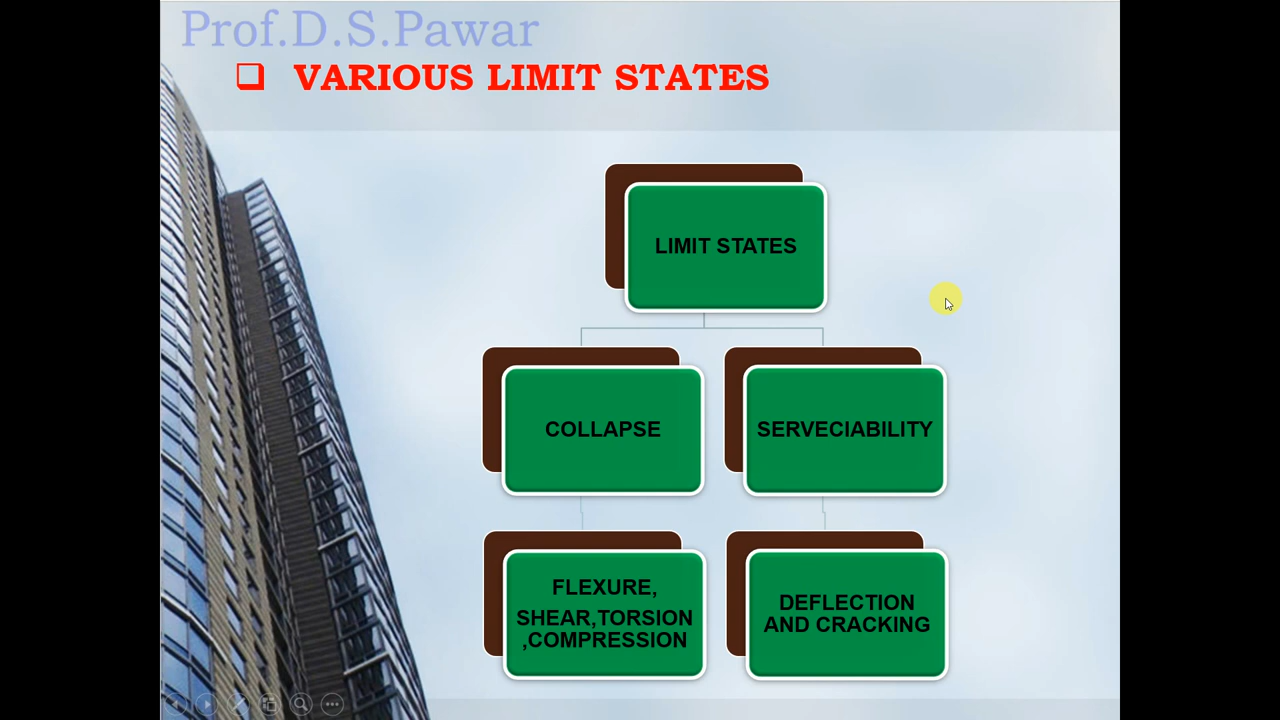 Prof.D.S.Pawar
VARIOUS LIMIT STATES
LIMIT STATES
COLLAPSE
SERVECIABILITY
FLEXURE,
SHEAR,TORSION
,COMPRESSION
DEFLECTION
AND CRACKING